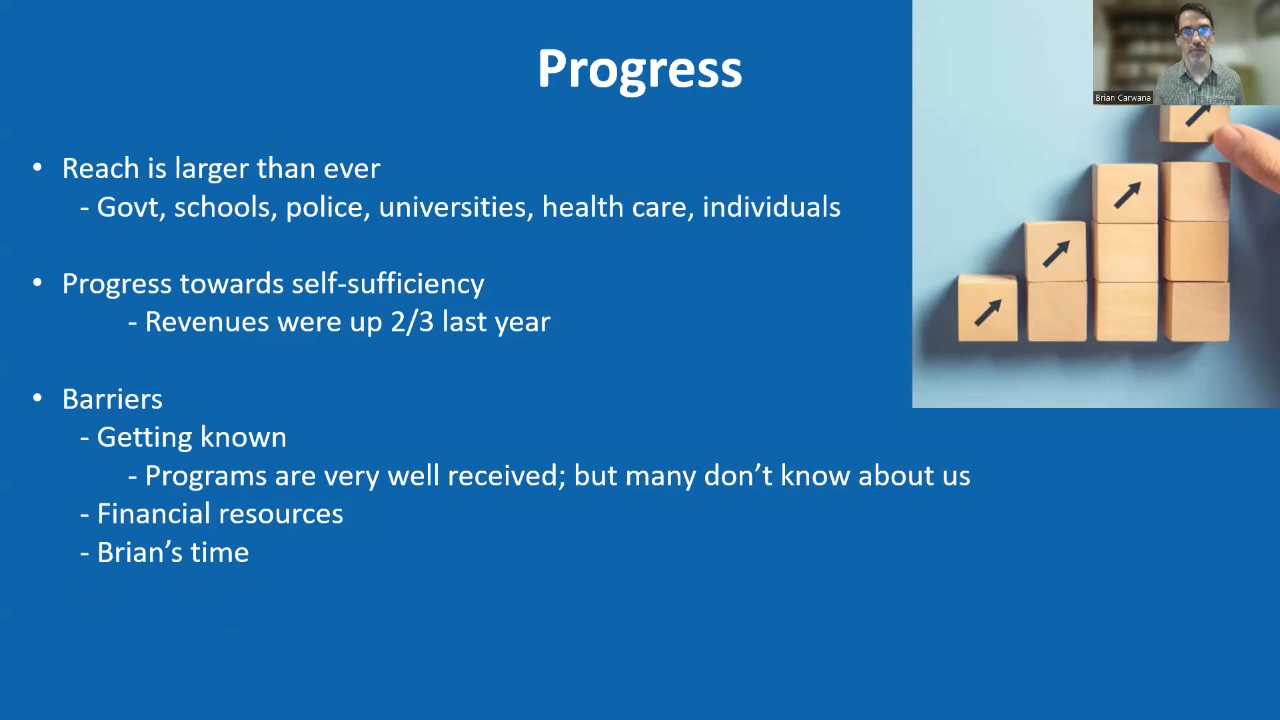 Progress
Brian Carwana
• Reach is larger than ever
- Govt, schools, police, universities, health care, individuals
• Progress towards self-sufficiency
- Revenues were up 2/3 last year
• Barriers
- Getting known
- Programs are very well received; but many don’t know about us
- Financial resources
- Brian’s time